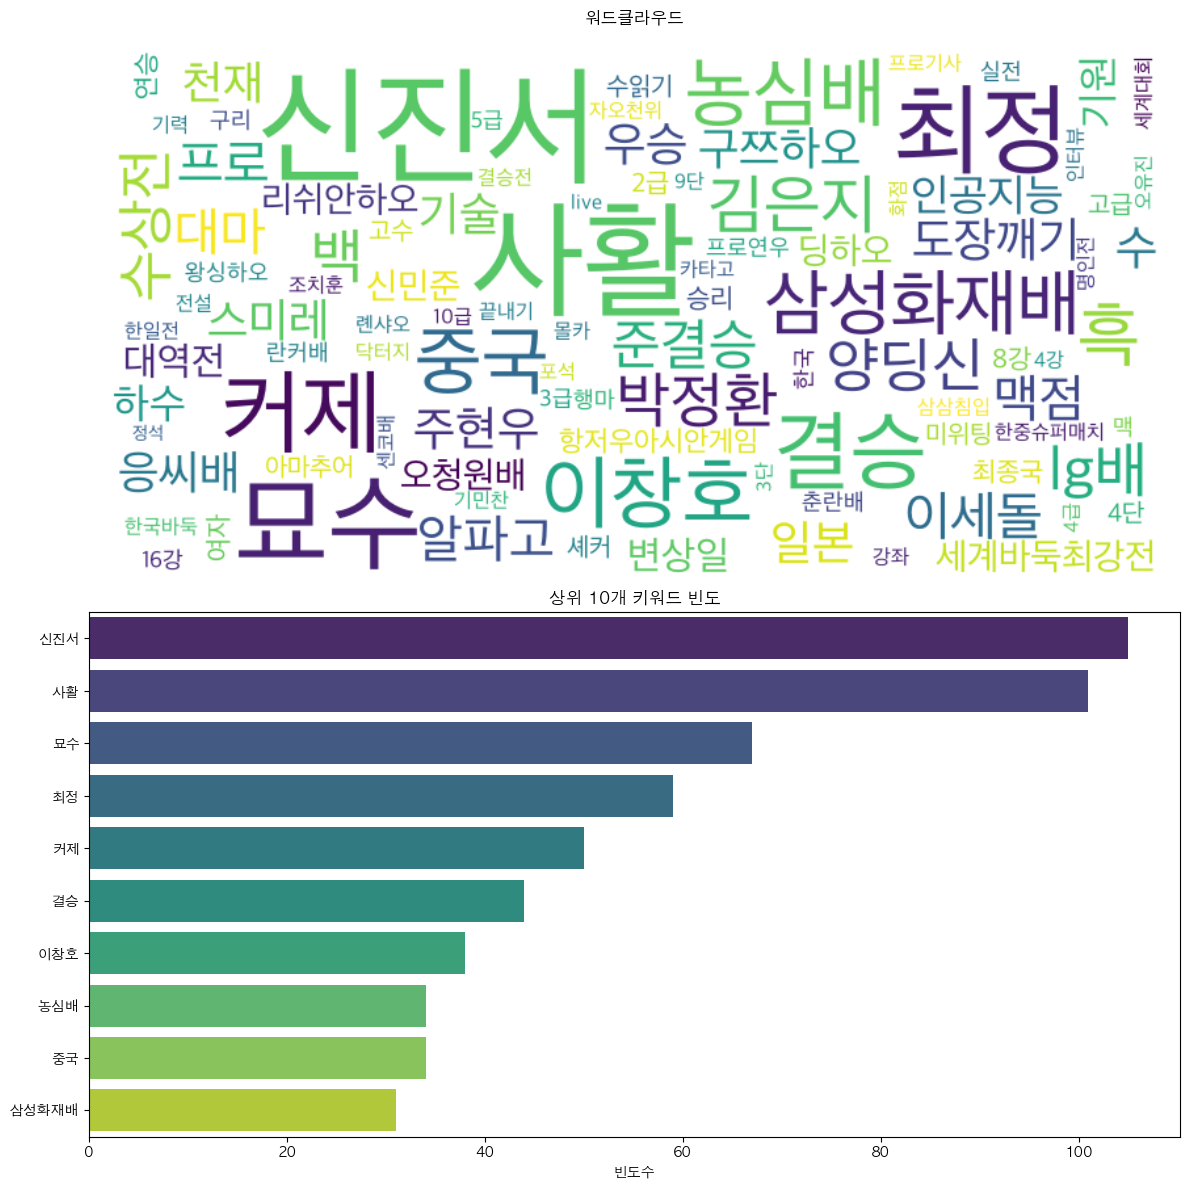 워드클라우드
연승 천재 신진서 5급 수읽기 자오천위 농심배 프로기사 최정 실전 기원 세계대회
기력 구리 우승 구쯔하오 인터뷰
수상전 프로 리쉬안하오 결승전 2급 9단 김은지 화점 인공지능 고급 오유진
대마 백 고수 기술 live 사활 프로연우 딩하오 도장깨기 명인전 수
왕싱하오 조치훈 신민준 카타고 승리 삼성화재배 흑
전설 스미레 롄샤오 10급 끝내기 몰카 준결승
한일전 대역전 란커배 닥터지 중국 포석 한국 양딩신 8강 4강
하수 커제 주현우 3급행마 박정환 삼삼침입 맥점
정석 센코배 항저우아시안게임 결승 미위팅 한중슈퍼매치 맥
응씨배 아마추어 오청원배 이창호 3단 최종국 lg배
한국바둑 여자 묘수 기민찬 춘란배 이세돌 4급 4단
16강 알파고 셰커 변상일 일본 강좌 세계바둑최강전
상위 10개 키워드 빈도
신진서
사활
묘수
최정
커제
결승
이창호
농심배
중국
삼성화재배
0 20 40 60 80 100
빈도수